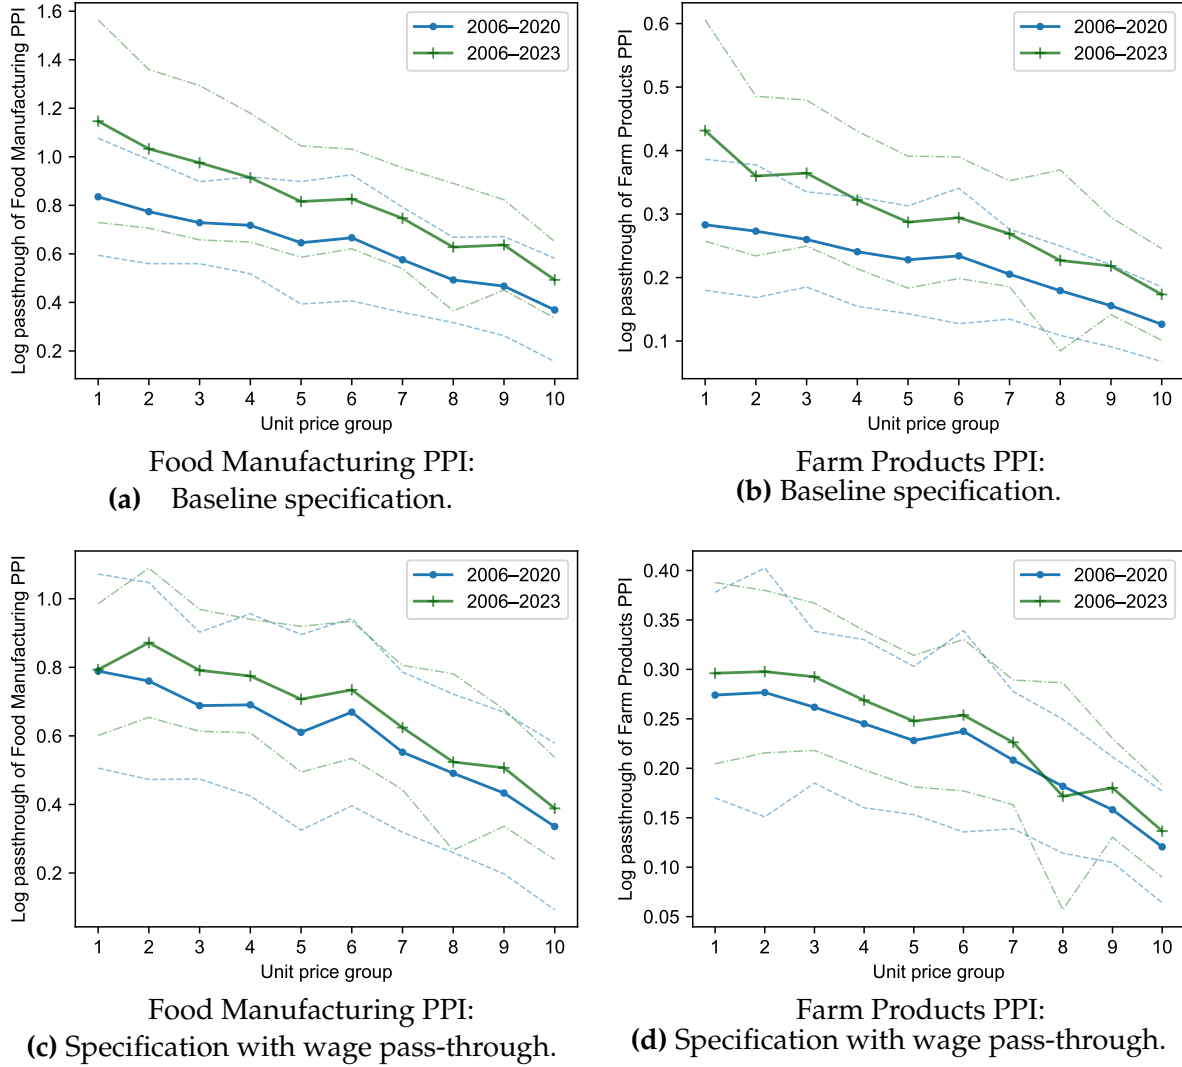 Log passthrough of Food Manufacturing PPI
1.6
1.4
1.2
1.0
0.8
0.6
0.4
0.2
2006–2020
2006–2023
1 2 3 4 5 6 7 8 9 10
Unit price group
Food Manufacturing PPI:
(a) Baseline specification.
Log passthrough of Farm Products PPI
0.6
0.5
0.4
0.3
0.2
0.1
2006–2020
2006–2023
1 2 3 4 5 6 7 8 9 10
Unit price group
Farm Products PPI:
(b) Baseline specification.
Log passthrough of Food Manufacturing PPI
1.0
0.8
0.6
0.4
0.2
2006–2020
2006–2023
1 2 3 4 5 6 7 8 9 10
Unit price group
Food Manufacturing PPI:
(c) Specification with wage pass-through.
Log passthrough of Farm Products PPI
0.40
0.35
0.30
0.25
0.20
0.15
0.10
0.05
2006–2020
2006–2023
1 2 3 4 5 6 7 8 9 10
Unit price group
Farm Products PPI:
(d) Specification with wage pass-through.